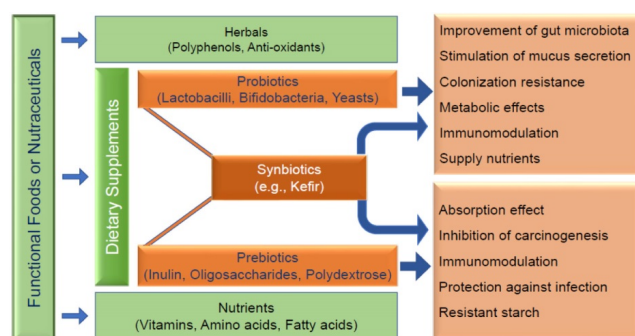 Functional Foods or Nutraceuticals
Herbals
(Polyphenols, Anti-oxidants)
Dietary Supplements
Probiotics
(Lactobacilli, Bifidobacteria, Yeasts)
Synbiotics
(e.g., Kefir)
Prebiotics
(Inulin, Oligosaccharides, Polydextrose)
Nutrients
(Vitamins, Amino acids, Fatty acids)
Improvement of gut microbiota
Stimulation of mucus secretion
Colonization resistance
Metabolic effects
Immunomodulation
Supply nutrients
Absorption effect
Inhibition of carcinogenesis
Immunomodulation
Protection against infection
Resistant starch